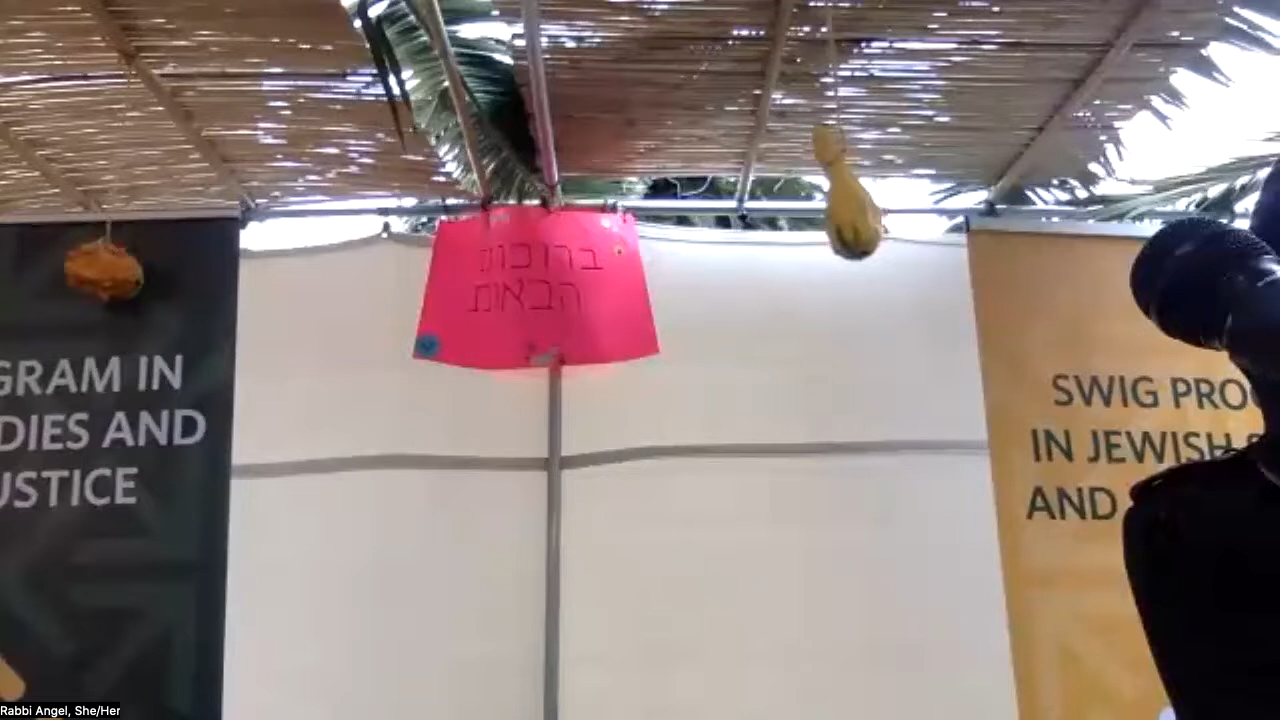 ברוכות
הבאות
GRAM IN
DIES AND
USTICE
SWIG PRO
IN JEWISH
AND
Rabbi Angel, She/Her